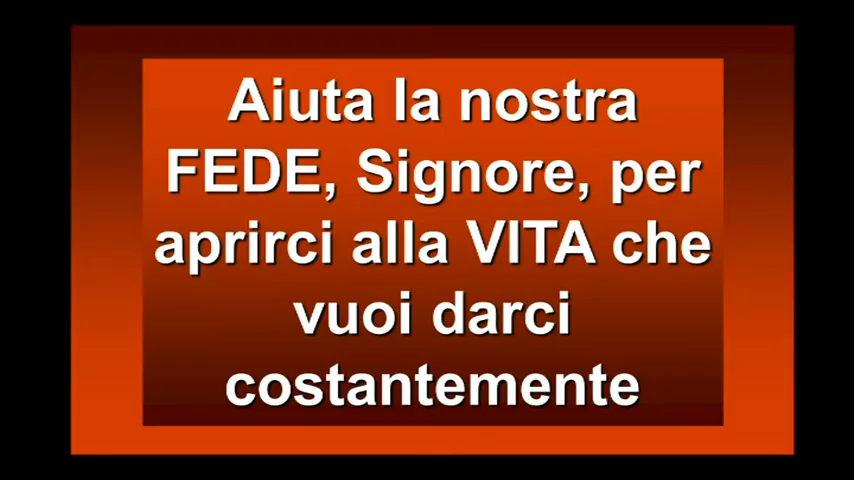 Aiuta la nostra
FEDE, Signore, per
aprirci alla VITA che
vuoi darci
costantemente